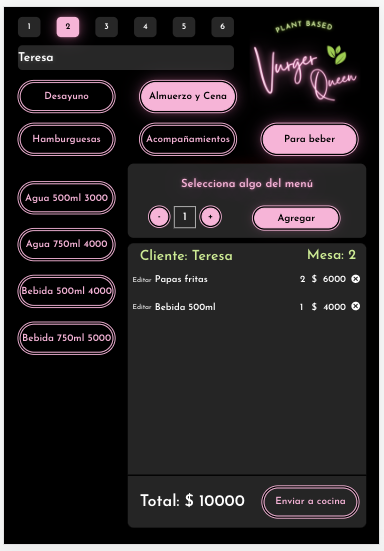 1 2 3 4 5 6
PLANT BASED
Vurger
Queen
Teresa
Desayuno
Almuerzo y Cena
Hamburguesas
Acompañamientos
Para beber
Agua 500ml 3000
Agua 750ml 4000
Bebida 500ml 4000
Bebida 750ml 5000
Selecciona algo del menú
- 1 +
Agregar
Cliente: Teresa Mesa: 2
Editar Papas fritas 2 $ 6000
Editar Bebida 500ml 1 $ 4000
Total: $ 10000
Enviar a cocina